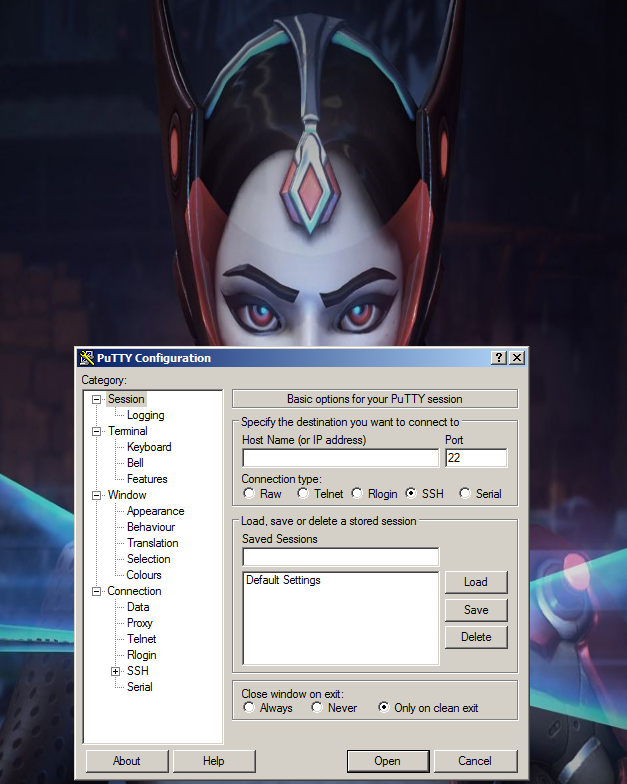 PuTTY Configuration
Category:
Session
Logging
Terminal
Keyboard
Bell
Features
Window
Appearance
Behaviour
Translation
Selection
Colours
Connection
Data
Proxy
Telnet
Rlogin
SSH
Serial
Basic options for your PuTTY session
Specify the destination you want to connect to
Host Name (or IP address) Port
22
Connection type:
Raw Telnet Rlogin SSH Serial
Load, save or delete a stored session
Saved Sessions
Default Settings
Load
Save
Delete
Close window on exit:
Always Never Only on clean exit
About Help Open Cancel